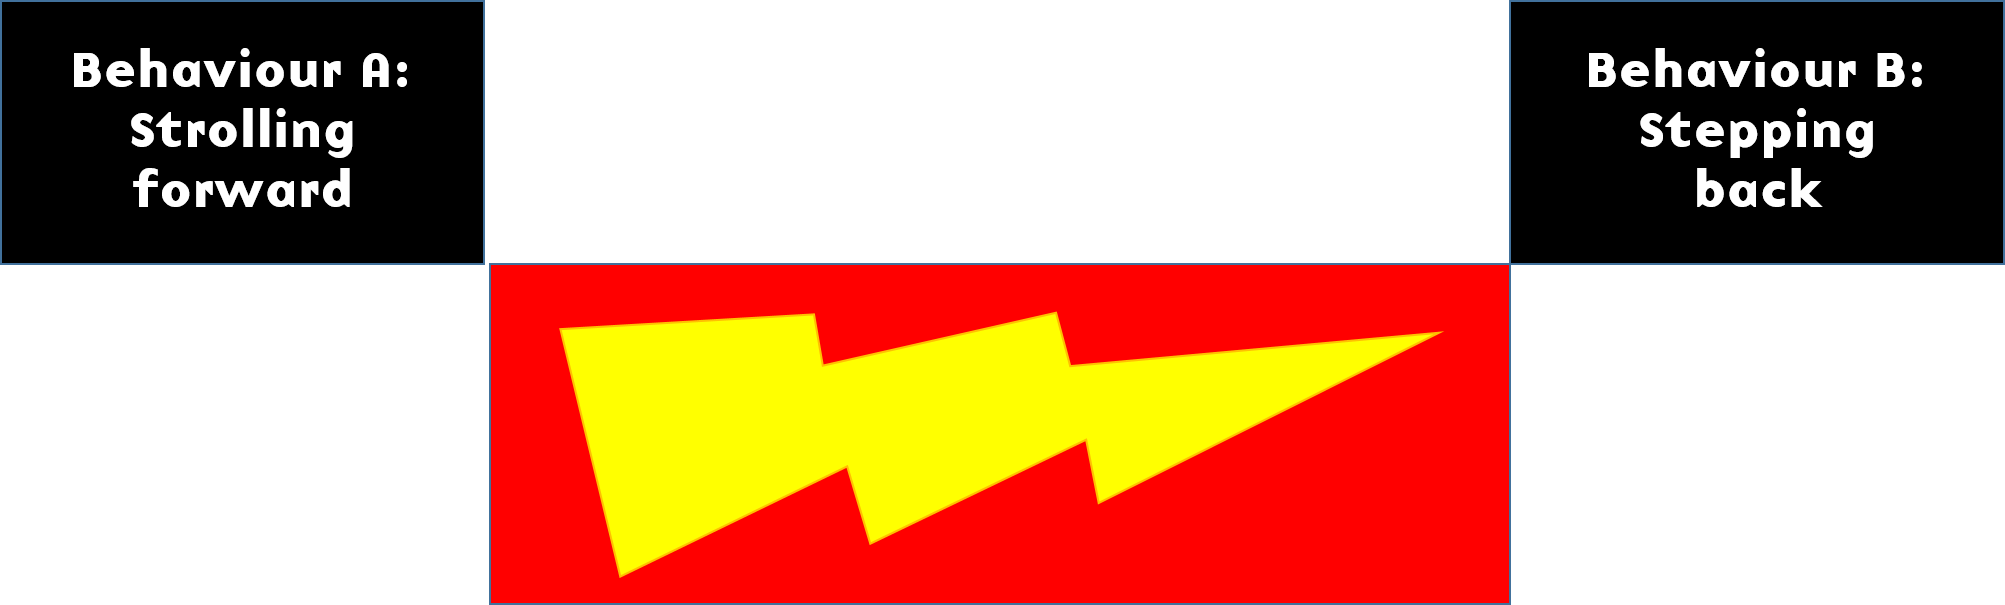 Behaviour A:
Strolling
forward
Behaviour B:
Stepping
back